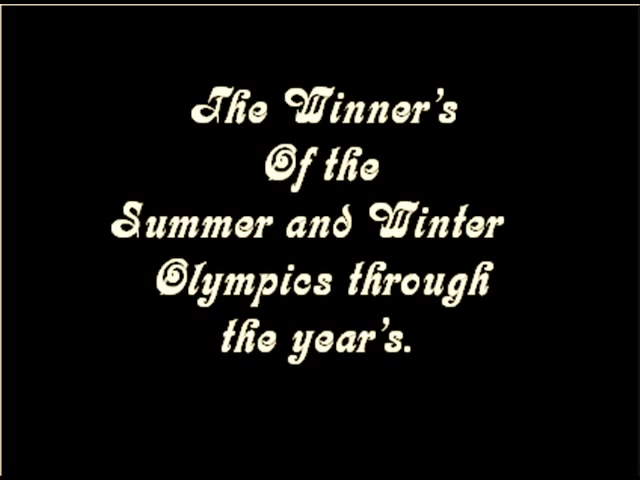 The Winner's
Of the
Summer and Winter
Olympics through
the year's.